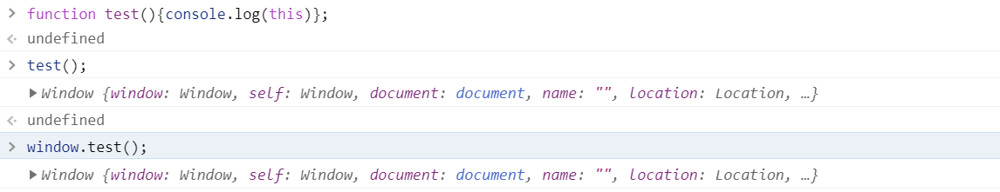 > function test(){console.log(this)};
undefined
> test();
▶Window {window: Window, self: Window, document: document, name: "", location: Location, …}
undefined
> window.test();
▶Window {window: Window, self: Window, document: document, name: "", location: Location, …}